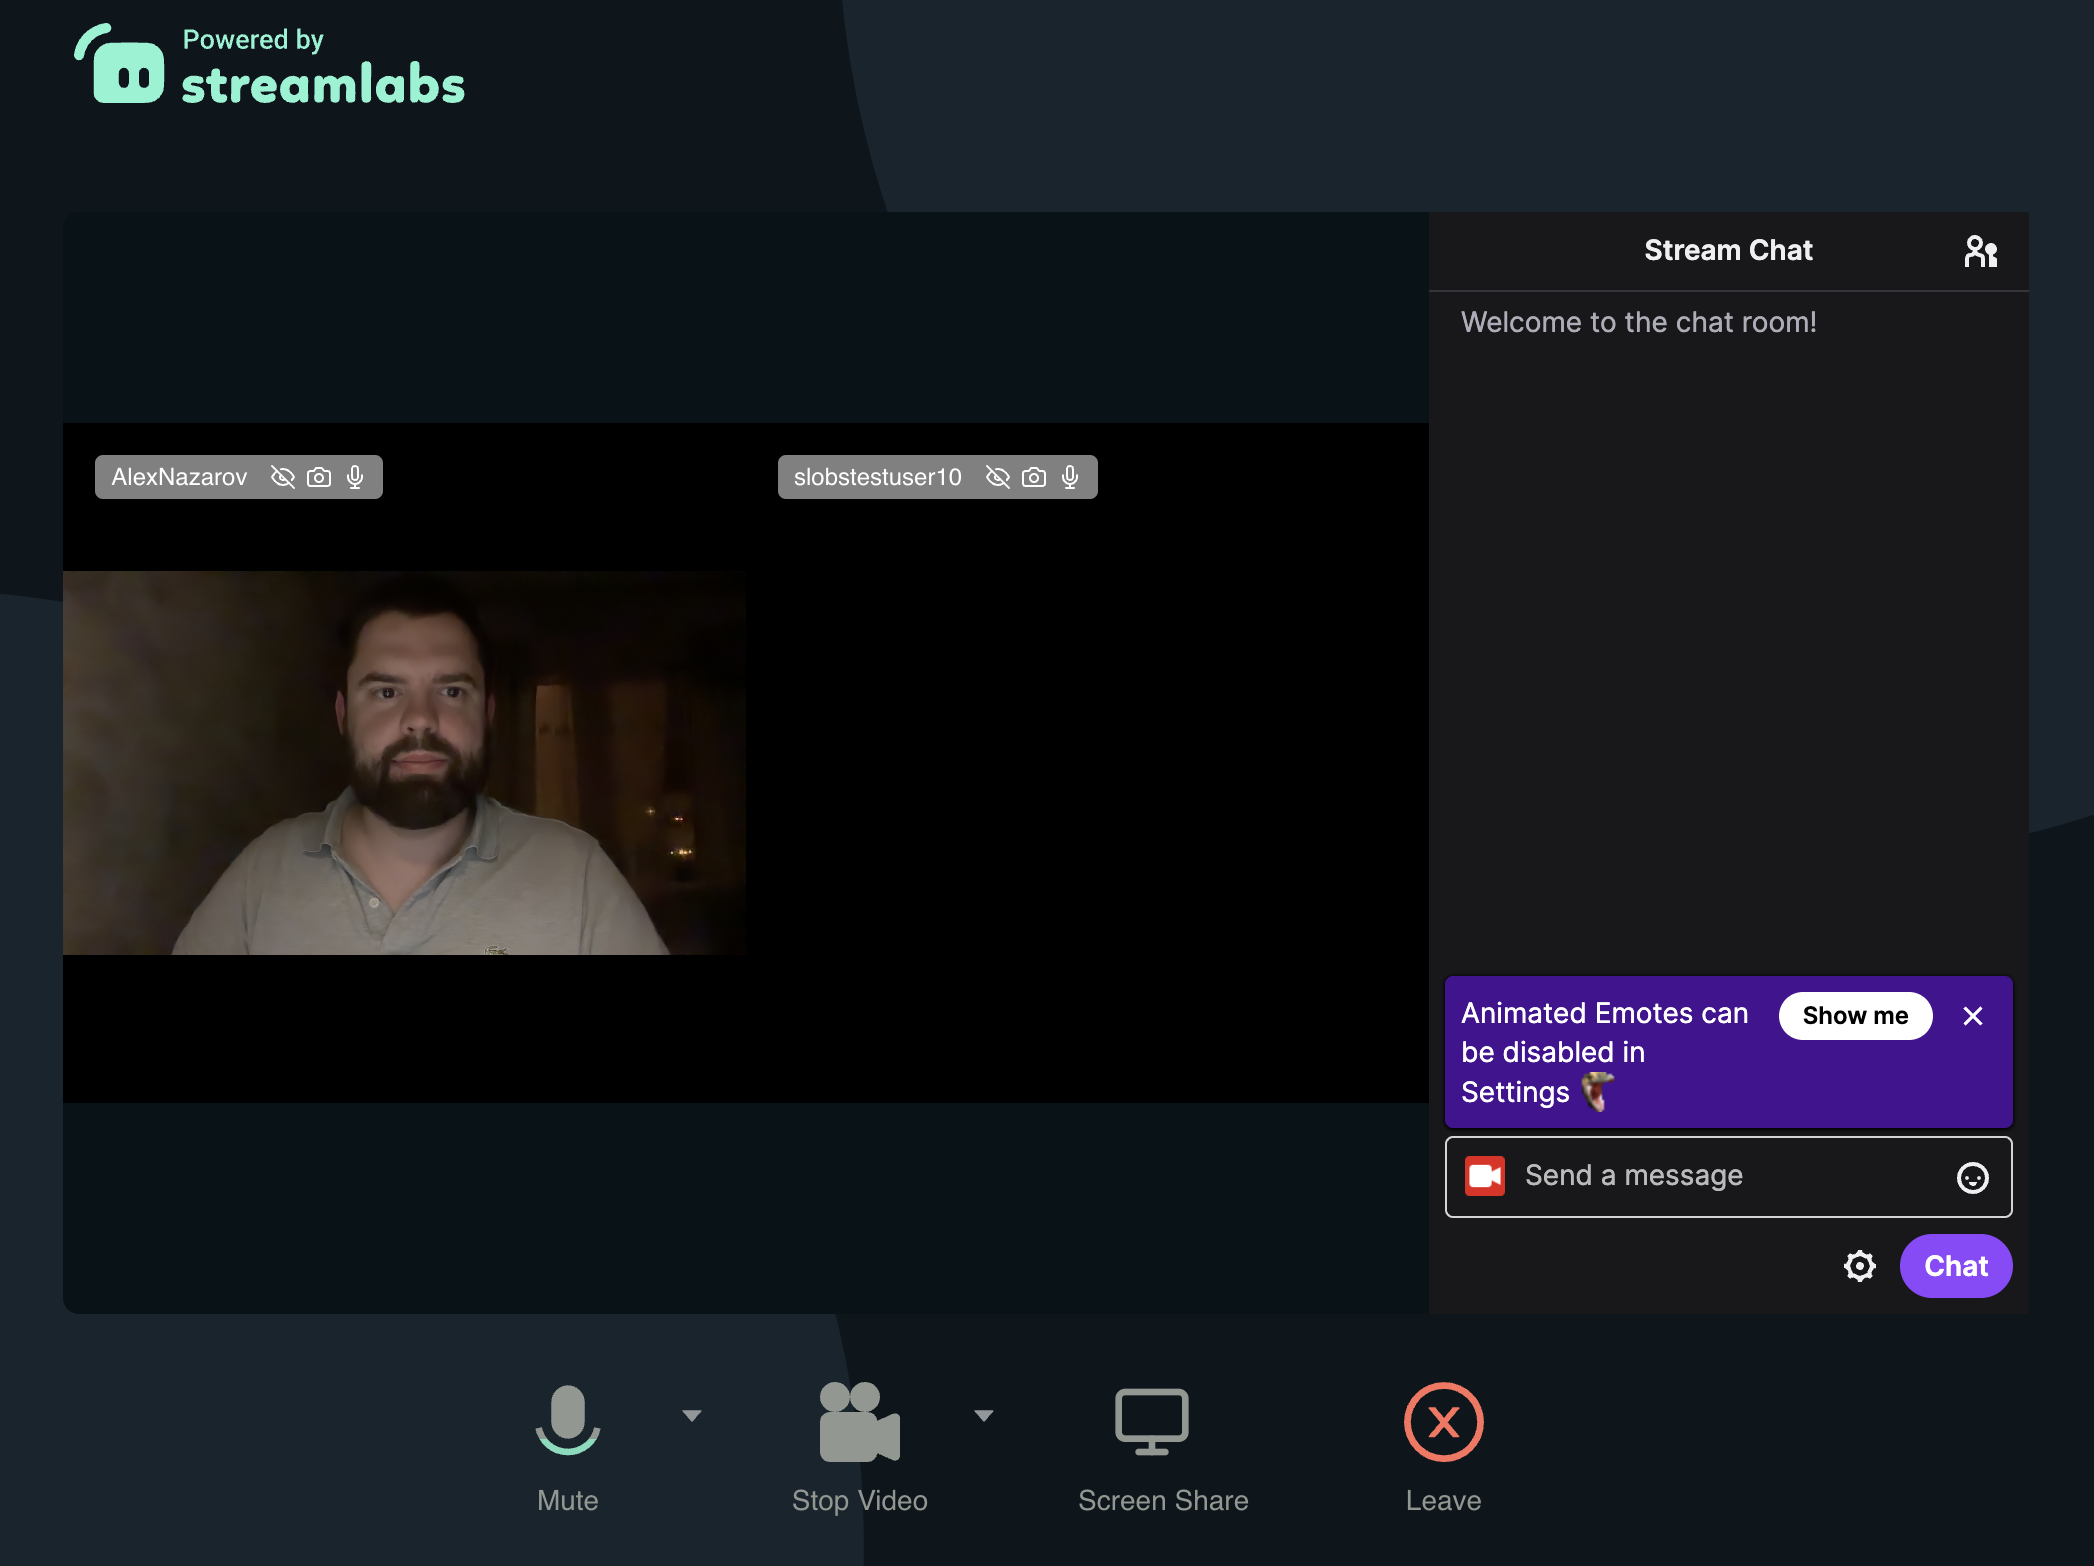 Powered by
streamlabs
Stream Chat
Welcome to the chat room!
AlexNazarov
slobstestuser10
Animated Emotes can
be disabled in
Settings
Show me
Send a message
Chat
Mute
Stop Video
Screen Share
Leave